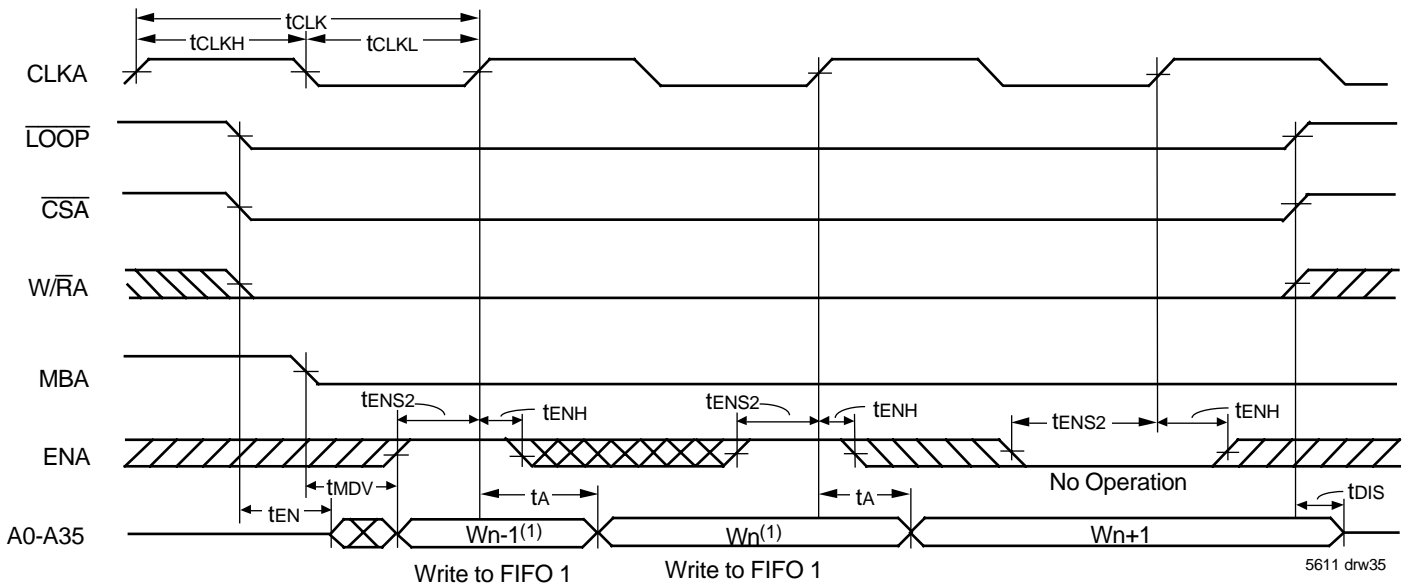 tCLK
tCLKH
tCLKL
CLKA
LOOP
CSA
W/RA
MBA
tENS2
tENH
tENS2
tENH
tENS2
tENH
ENA
No Operation
tMDV
tA
tA
tDIS
tEN
A0-A35
Wn-1(1)
Wn(1)
Wn+1
Write to FIFO 1
Write to FIFO 1
5611 drw35